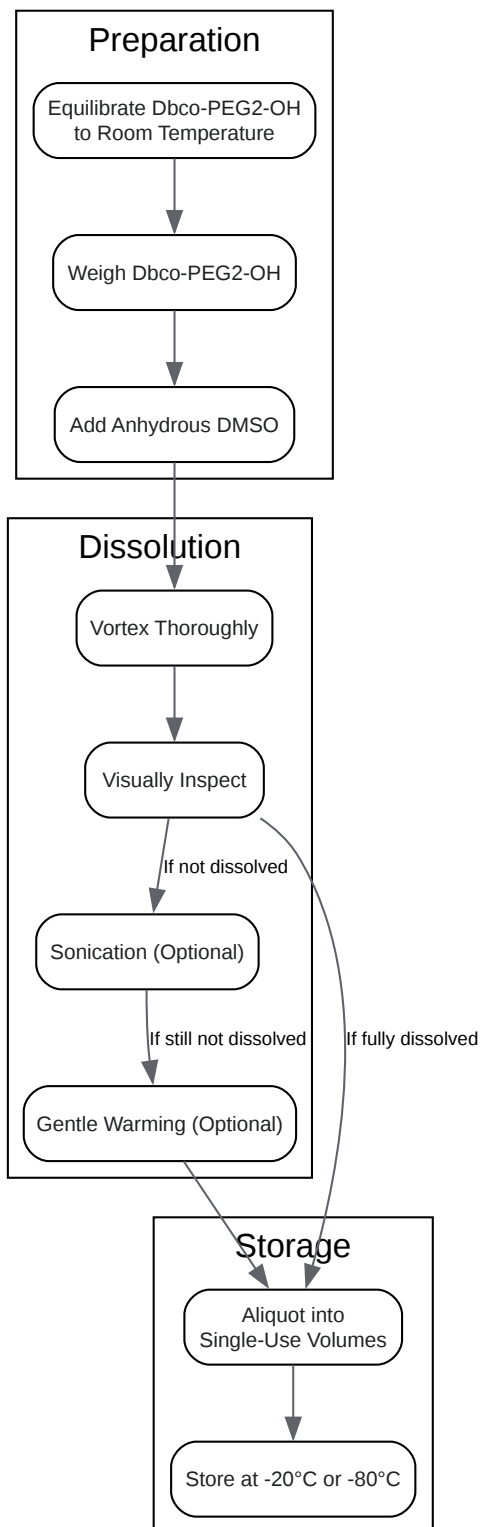 Preparation
Equilibrate Dbco-PEG2-OH
to Room Temperature
Weigh Dbco-PEG2-OH
Add Anhydrous DMSO
Dissolution
Vortex Thoroughly
Visually Inspect
If not dissolved
Sonication (Optional)
If still not dissolved
If fully dissolved
Gentle Warming (Optional)
Storage
Aliquot into
Single-Use Volumes
Store at -20°C or -80°C